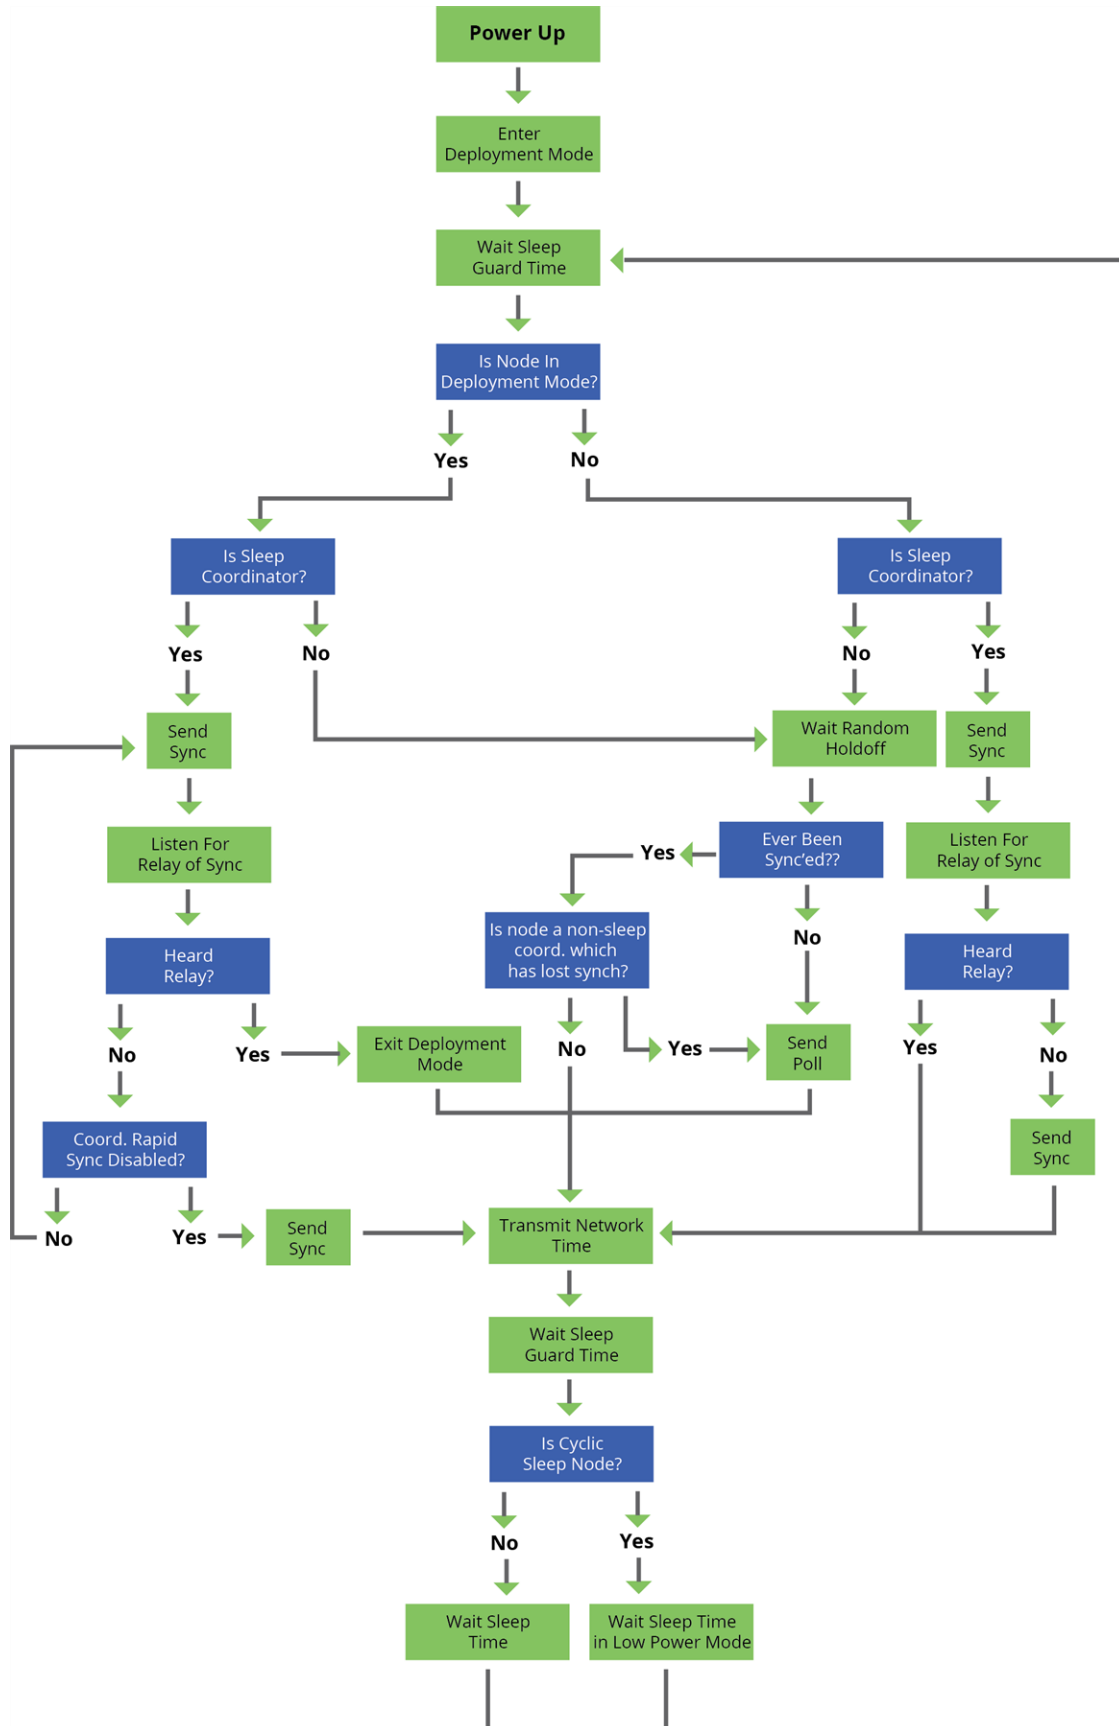 Power Up
Enter
Deployment Mode
Wait Sleep
Guard Time
Is Node In
Deployment Mode?
Yes
No
Is Sleep
Coordinator?
Is Sleep
Coordinator?
Yes
No
No
Yes
Send
Sync
Wait Random
Holdoff
Send
Sync
Listen For
Relay of Sync
Yes
Ever Been
Sync'ed??
Listen For
Relay of Sync
Heard
Relay?
Is node a non-sleep
coord. which
has lost synch?
No
Heard
Relay?
No
Yes
Exit Deployment
Mode
No
Yes
Send
Poll
Yes
No
Coord. Rapid
Sync Disabled?
Send
Sync
No
Yes
Send
Sync
Transmit Network
Time
Wait Sleep
Guard Time
Is Cyclic
Sleep Node?
No
Yes
Wait Sleep
Time
Wait Sleep Time
in Low Power Mode